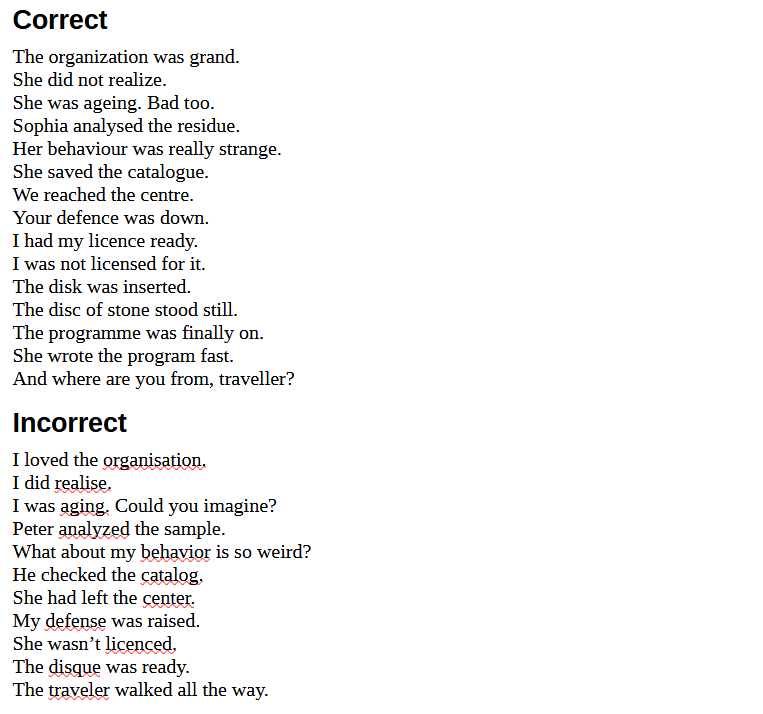 Correct
The organization was grand.
She did not realize.
She was ageing. Bad too.
Sophia analysed the residue.
Her behaviour was really strange.
She saved the catalogue.
We reached the centre.
Your defence was down.
I had my licence ready.
I was not licensed for it.
The disk was inserted.
The disc of stone stood still.
The programme was finally on.
She wrote the program fast.
And where are you from, traveller?
Incorrect
I loved the organisation.
I did realise.
I was aging. Could you imagine?
Peter analyzed the sample.
What about my behavior is so weird?
He checked the catalog.
She had left the center.
My defense was raised.
She wasn’t licenced.
The disque was ready.
The traveler walked all the way.